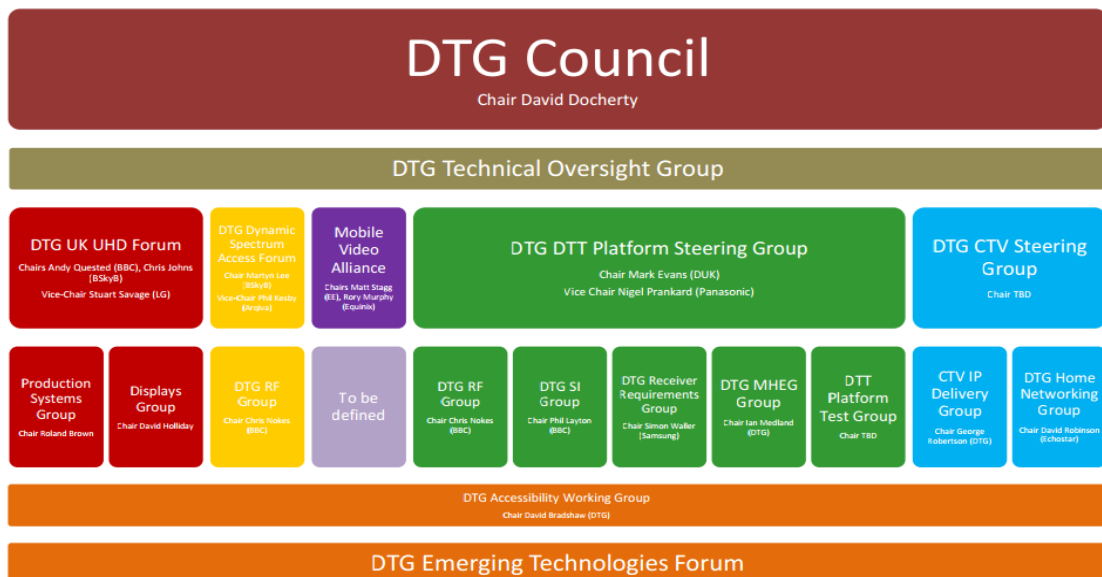 DTG Council
Chair David Docherty
DTG Technical Oversight Group
DTG UK UHD Forum
Chairs Andy Quested (BBC), Chris Johns
(BSkyB)
Vice-Chair Stuart Savage (LG)
DTG Dynamic
Spectrum
Access Forum
Chair Martyn Lee
(BSkyB)
Vice-Chair Phil Kesby
(Arqiva)
Mobile
Video
Alliance
Chairs Matt Stagg
(EE), Rory Murphy
(Equinix)
DTG DTT Platform Steering Group
Chair Mark Evans (DUK)
Vice Chair Nigel Prankard (Panasonic)
DTG CTV Steering
Group
Chair TBD
Production
Systems
Group
Chair Roland Brown
Displays
Group
Chair David Holliday
DTG RF
Group
Chair Chris Nokes
(BBC)
To be
defined
DTG RF
Group
Chair Chris Nokes
(BBC)
DTG SI
Group
Chair Phil Layton
(BBC)
DTG Receiver
Requirements
Group
Chair Simon Waller
(Samsung)
DTG MHEG
Group
Chair Ian Medland
(DTG)
DTT
Platform
Test Group
Chair TBD
CTV IP
Delivery
Group
Chair George
Robertson (DTG)
DTG Home
Networking
Group
Chair David Robinson
(Echostar)
DTG Accessibility Working Group
Chair David Bradshaw (DTG)
DTG Emerging Technologies Forum